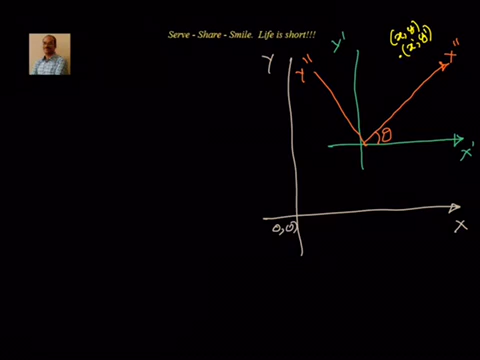 Serve - Share - Smile. Life is short!!!
(x, y)
(x', y')
Y
Y''
Y'
X''
θ
X'
0,0
X